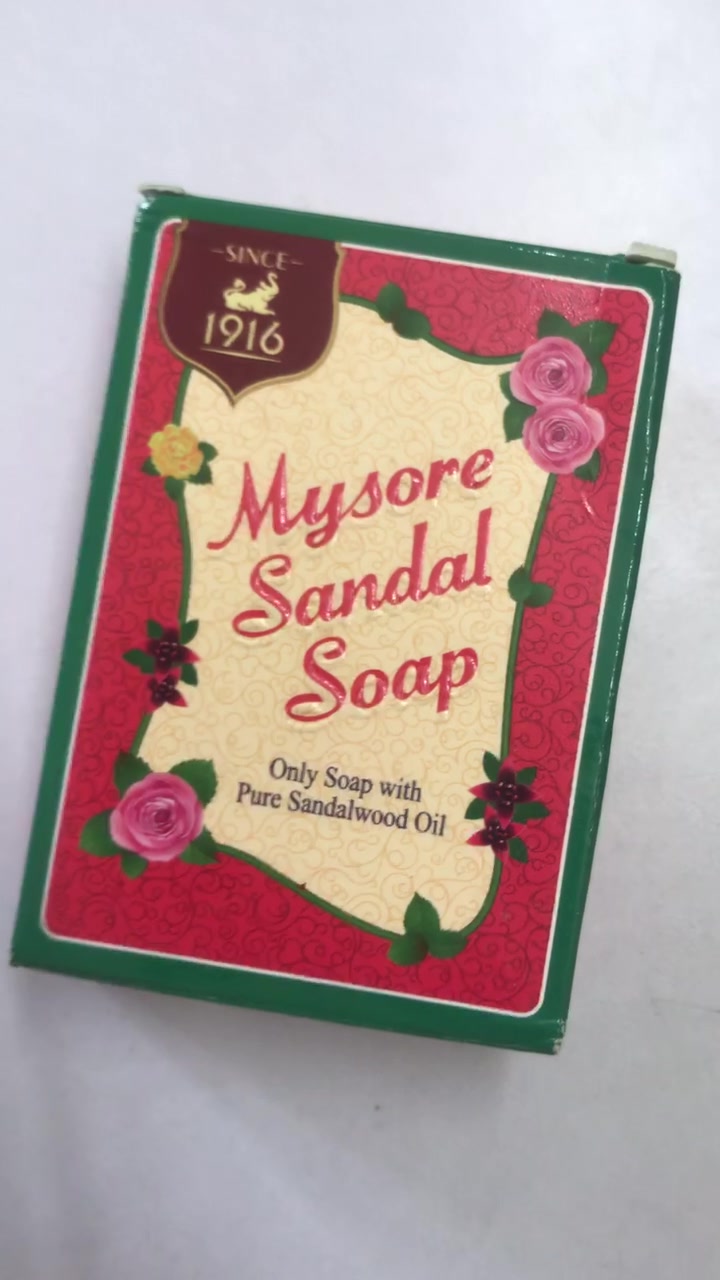 –SINCE–
1916
Mysore
Sandal
Soap
Only Soap with
Pure Sandalwood Oil